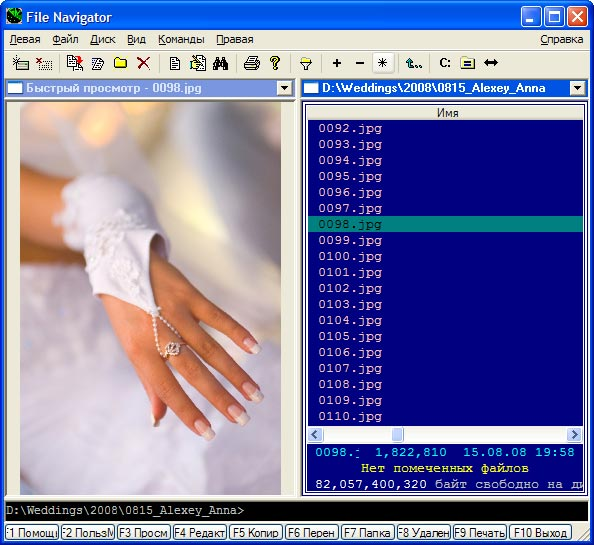 File Navigator
Левая Файл Диск Вид Команды Правая Справка
+ - * C:
Быстрый просмотр - 0098.jpg
D:\Weddings\2008\0815_Alexey_Anna
Имя
0092.jpg
0093.jpg
0094.jpg
0095.jpg
0096.jpg
0097.jpg
0098.jpg
0099.jpg
0100.jpg
0101.jpg
0102.jpg
0103.jpg
0104.jpg
0105.jpg
0106.jpg
0107.jpg
0108.jpg
0109.jpg
0110.jpg
0098. 1,822,810 15.08.08 19:58
Нет помеченных файлов
82,057,400,320 байт свободно на ди
D:\Weddings\2008\0815_Alexey_Anna>
F1 Помощ F2 ПользМ F3 Просм F4 Редакт F5 Копир F6 Перен F7 Папка F8 Удален F9 Печать F10 Выход